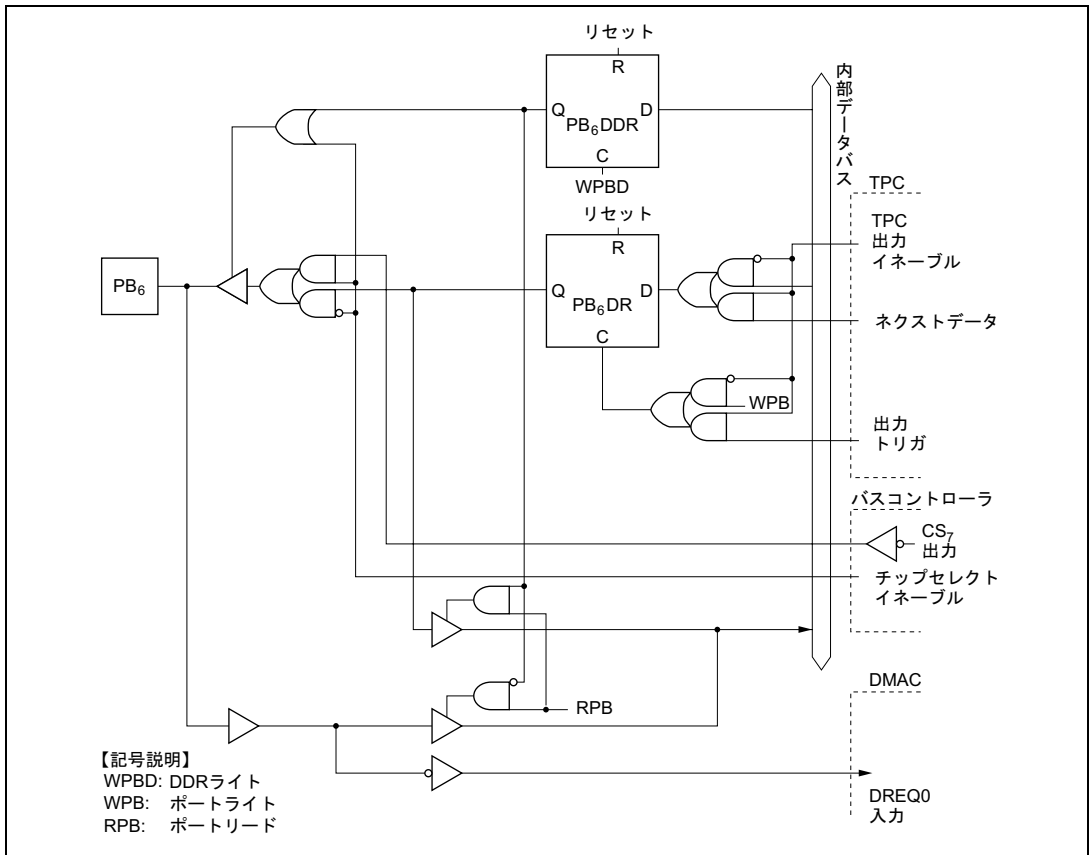 リセット
R
Q
D
PB6DDR
C
WPBD
内部データバス
TPC
リセット
R
TPC
出力
イネーブル
PB6
Q
D
PB6DR
C
ネクストデータ
WPB
出力
トリガ
バスコントローラ
CS7
出力
チップセレクト
イネーブル
DMAC
RPB
【記号説明】
WPBD: DDRライト
WPB: ポートライト
RPB: ポートリード
DREQ0
入力